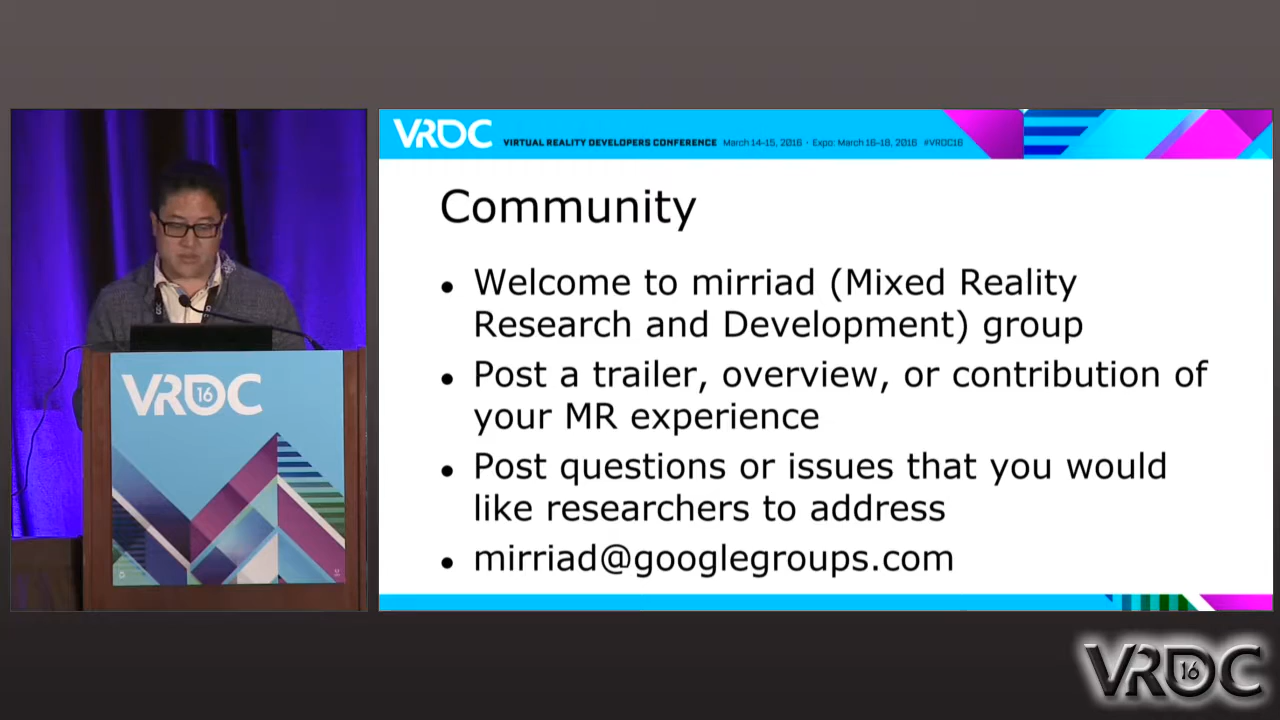 VRDC VIRTUAL REALITY DEVELOPERS CONFERENCE March 14-15, 2016 · Expo: March 16-18, 2016 #VRDC16
Community
• Welcome to mirriad (Mixed Reality
Research and Development) group
• Post a trailer, overview, or contribution of
your MR experience
• Post questions or issues that you would
like researchers to address
• mirriad@googlegroups.com
VRDC 16
VRDC 16